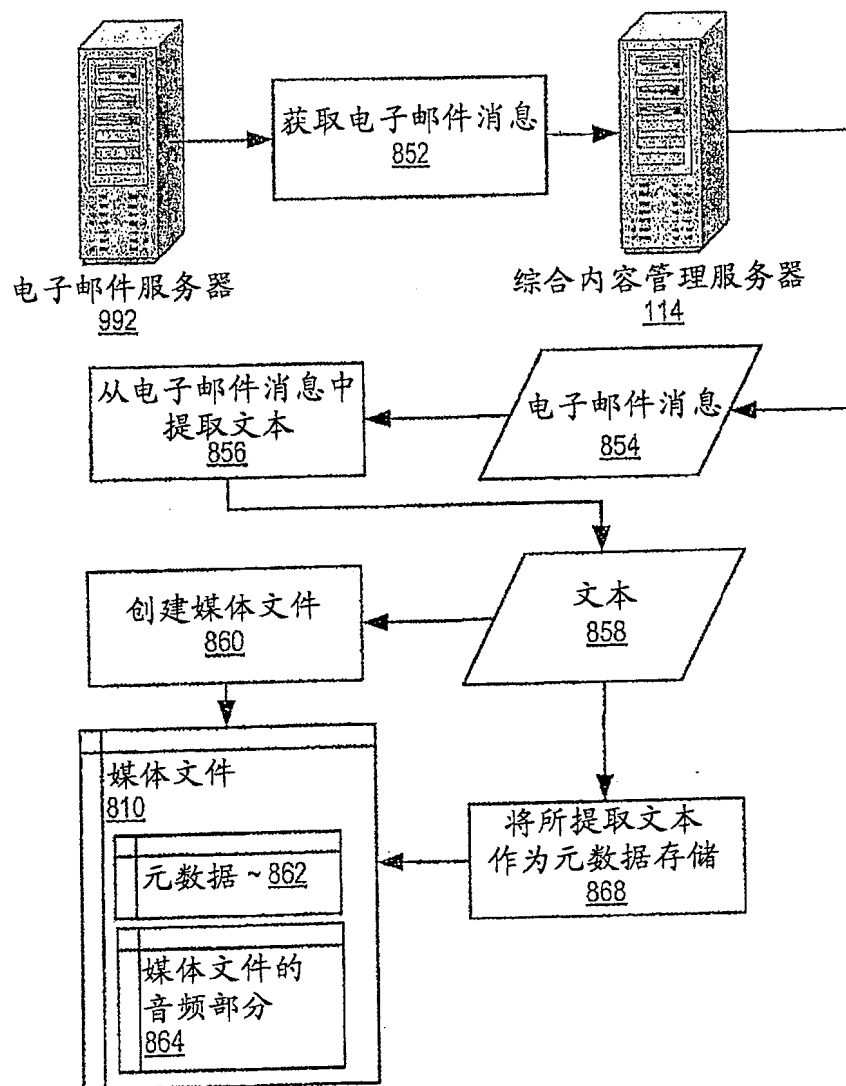 获取电子邮件消息
852
电子邮件服务器
992
综合内容管理服务器
114
从电子邮件消息中
提取文本
856
电子邮件消息
854
创建媒体文件
860
文本
858
媒体文件
810
元数据 ~ 862
媒体文件的
音频部分
864
将所提取文本
作为元数据存储
868